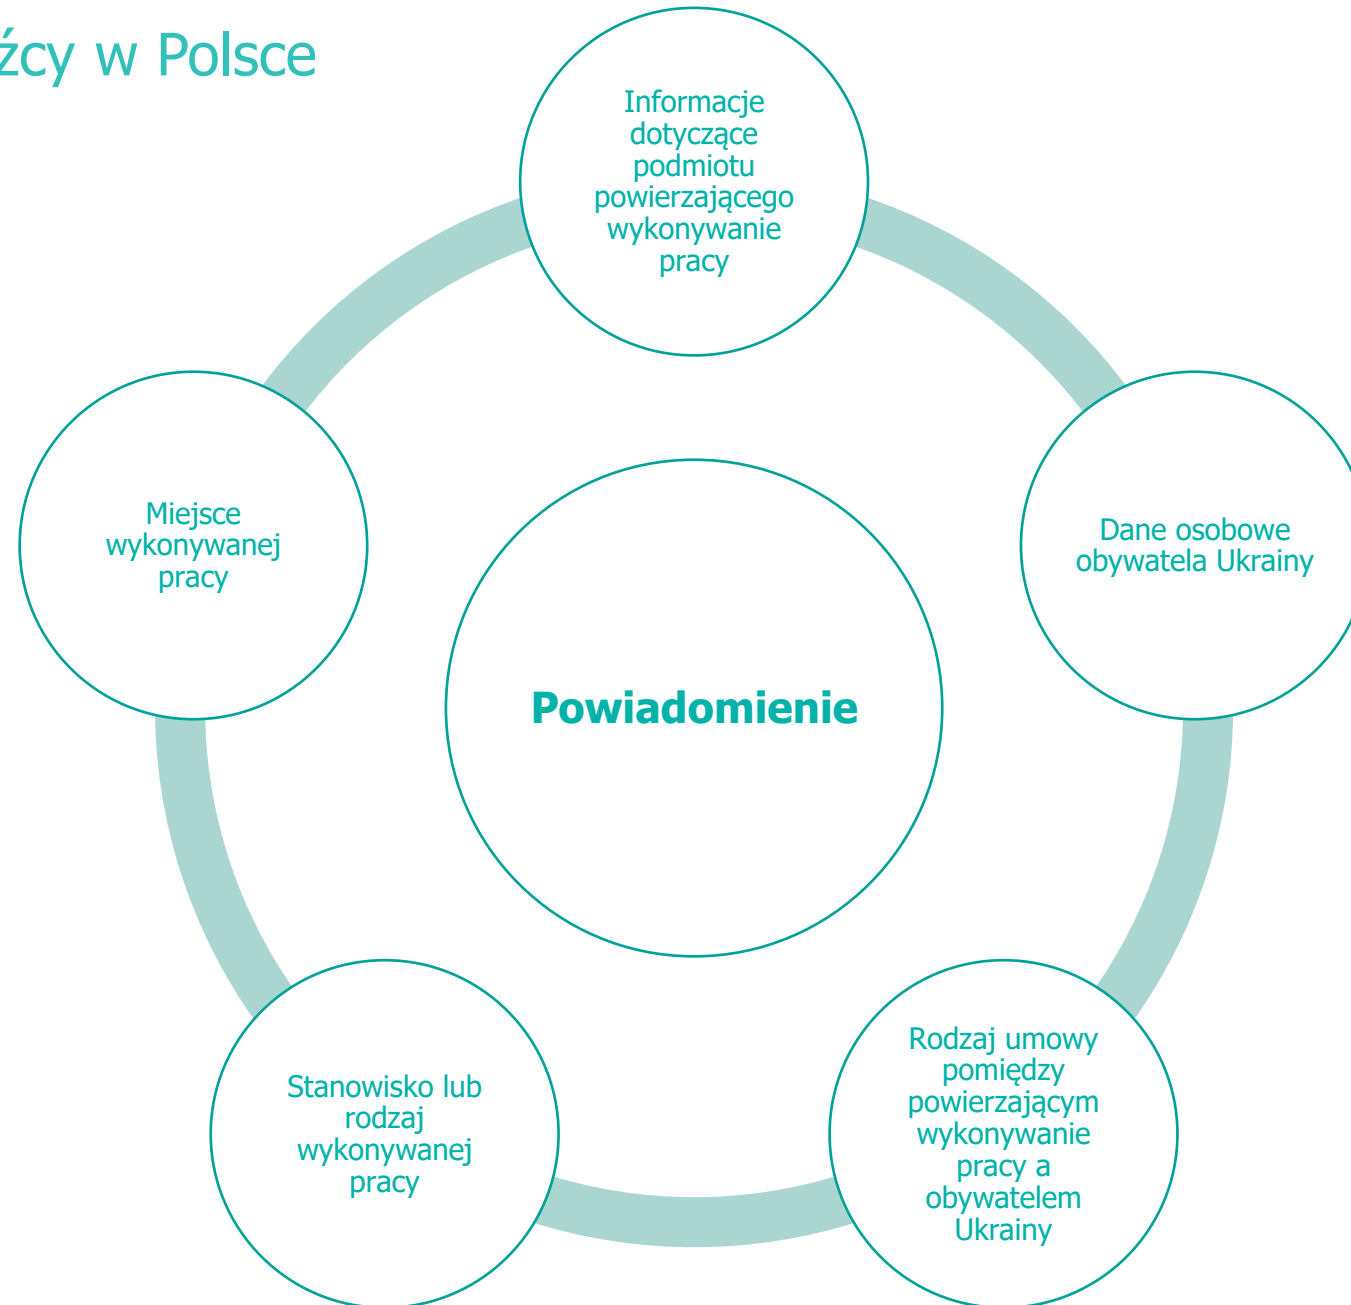 źcy w Polsce
Informacje
dotyczące
podmiotu
powierzającego
wykonywanie
pracy
Dane osobowe
obywatela Ukrainy
Rodzaj umowy
pomiędzy
powierzającym
wykonywanie
pracy a
obywatelem
Ukrainy
Stanowisko lub
rodzaj
wykonywanej
pracy
Miejsce
wykonywanej
pracy
Powiadomienie